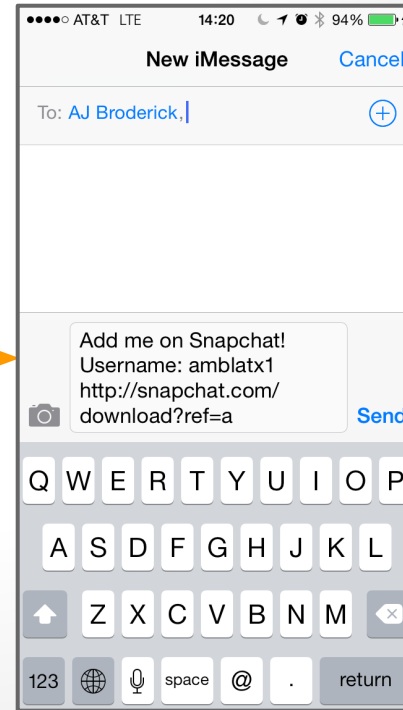 AT&T LTE 14:20 94%
New iMessage Cancel
To: AJ Broderick,
Add me on Snapchat!
Username: amblatx1
http://snapchat.com/
download?ref=a
Send
Q W E R T Y U I O P
A S D F G H J K L
Z X C V B N M
123 space @ . return